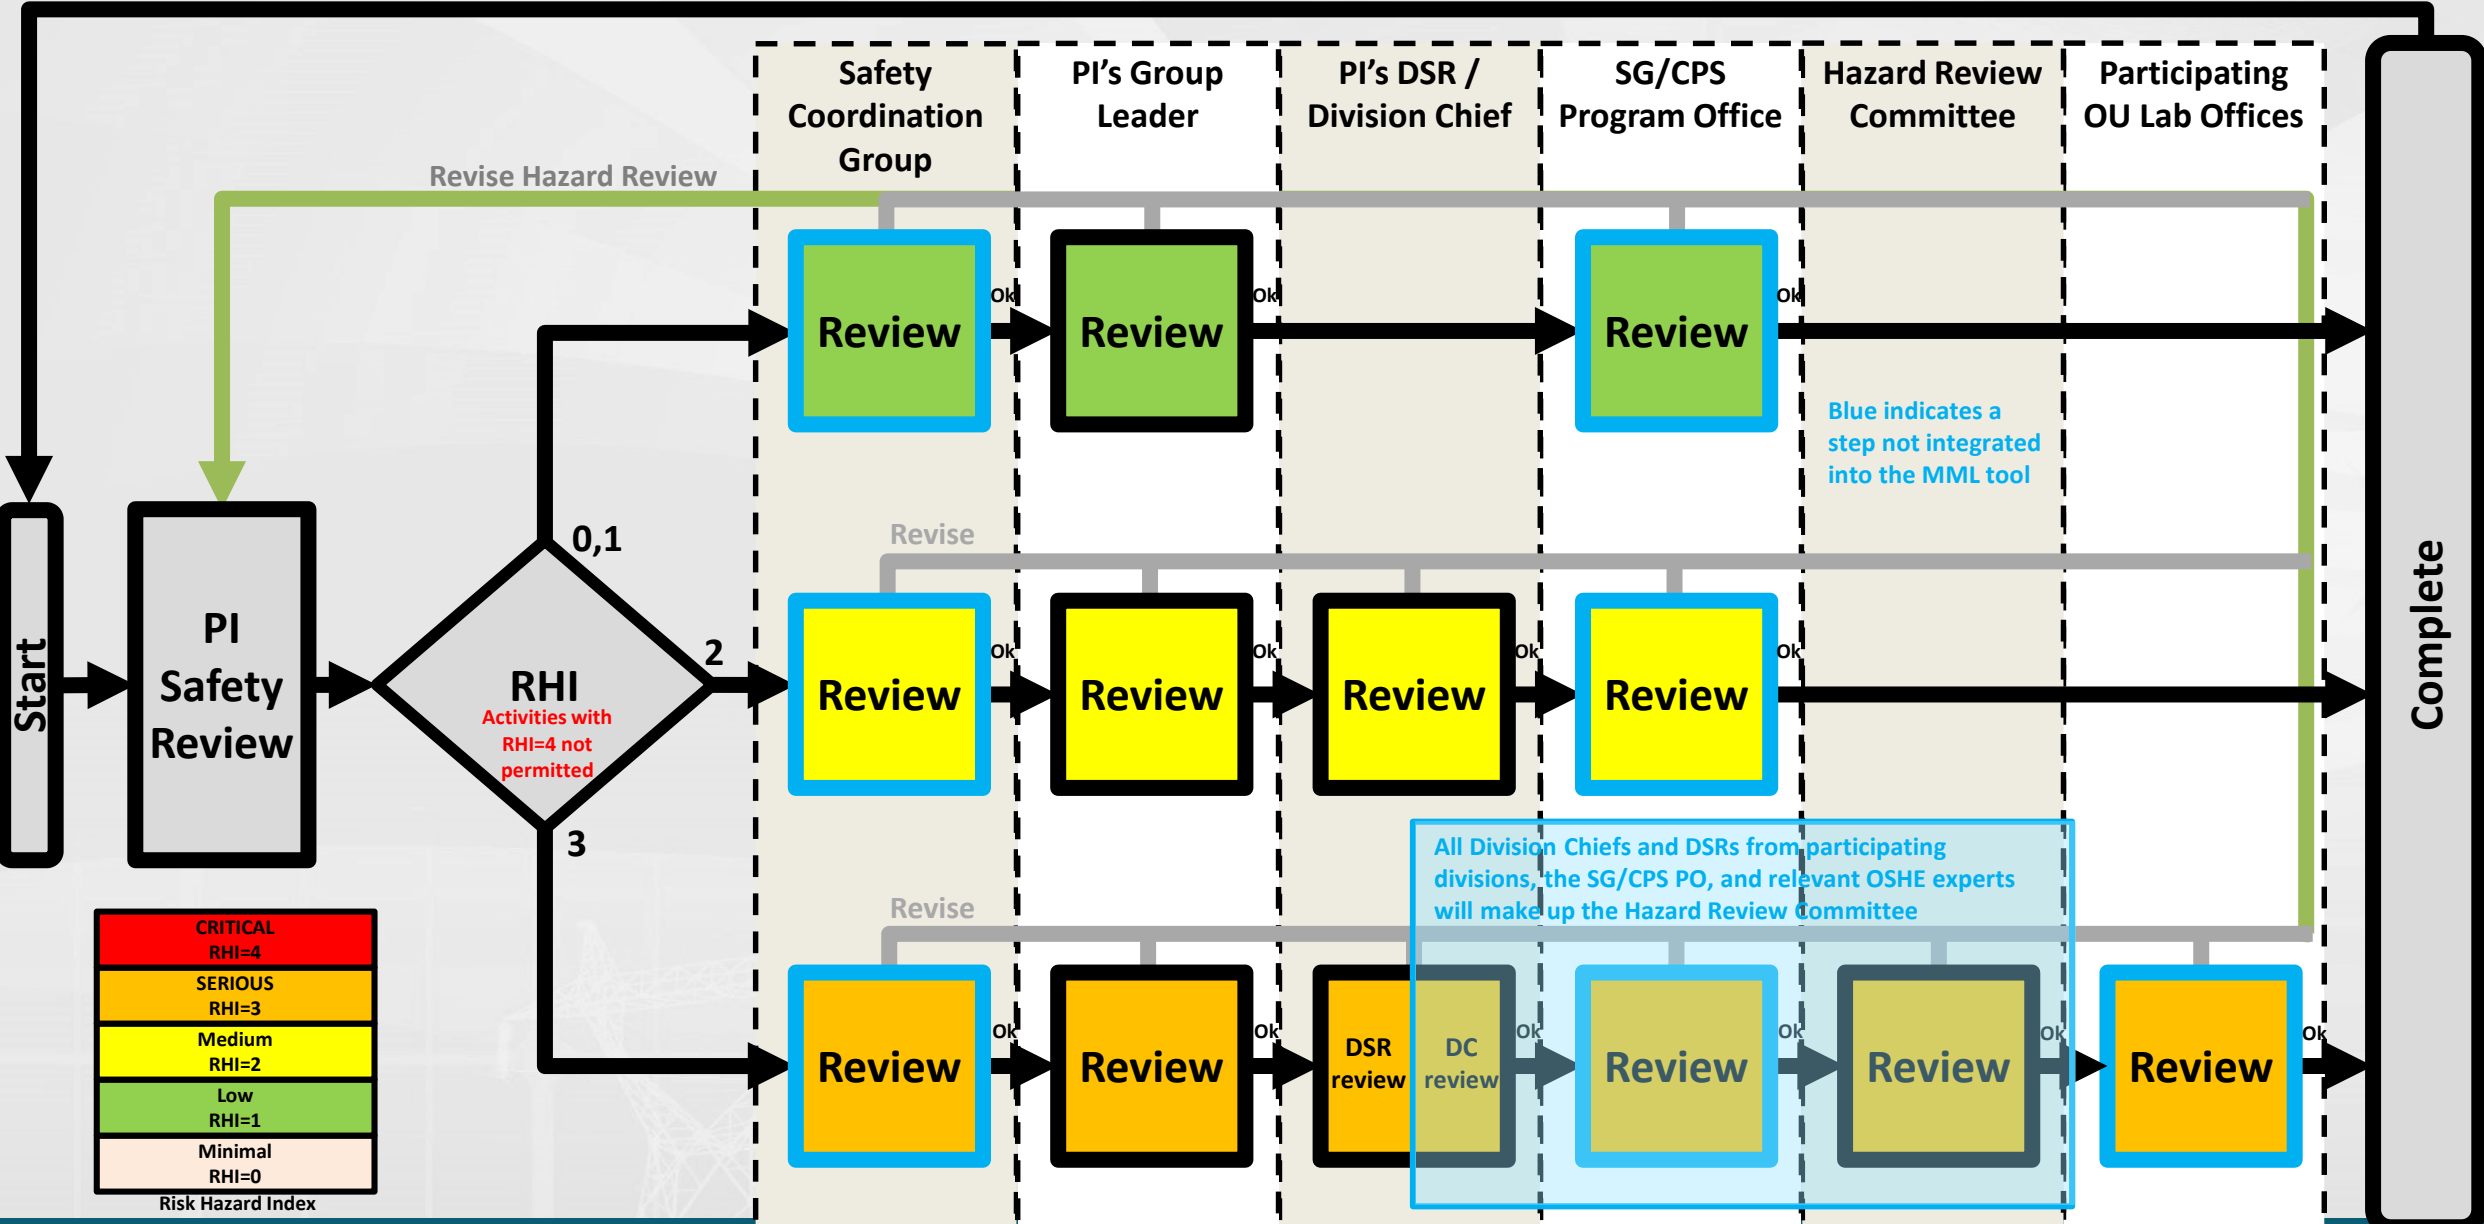 Safety
Coordination
Group
PI's Group
Leader
PI's DSR /
Division Chief
SG/CPS
Program Office
Hazard Review
Committee
Participating
OU Lab Offices
Revise Hazard Review
Ok
Ok
Ok
Review
Review
Review
Blue indicates a
step not integrated
into the MML tool
0,1
Revise
Start
PI
Safety
Review
RHI
Activities with
RHI=4 not
permitted
2
3
Ok
Ok
Ok
Ok
Review
Review
Review
Review
Complete
All Division Chiefs and DSRs from participating
divisions, the SG/CPS PO, and relevant OSHE experts
will make up the Hazard Review Committee
Revise
Ok
Ok
Ok
Ok
Ok
Ok
Review
Review
DSR
review
DC
review
Review
Review
Review
CRITICAL
RHI=4
SERIOUS
RHI=3
Medium
RHI=2
Low
RHI=1
Minimal
RHI=0
Risk Hazard Index